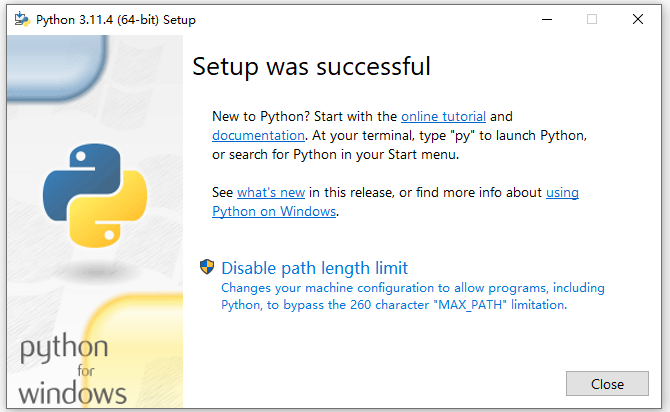 Python 3.11.4 (64-bit) Setup
Setup was successful
New to Python? Start with the online tutorial and
documentation. At your terminal, type "py" to launch Python,
or search for Python in your Start menu.
See what's new in this release, or find more info about using
Python on Windows.
Disable path length limit
Changes your machine configuration to allow programs, including
Python, to bypass the 260 character "MAX_PATH" limitation.
python
for
windows
Close